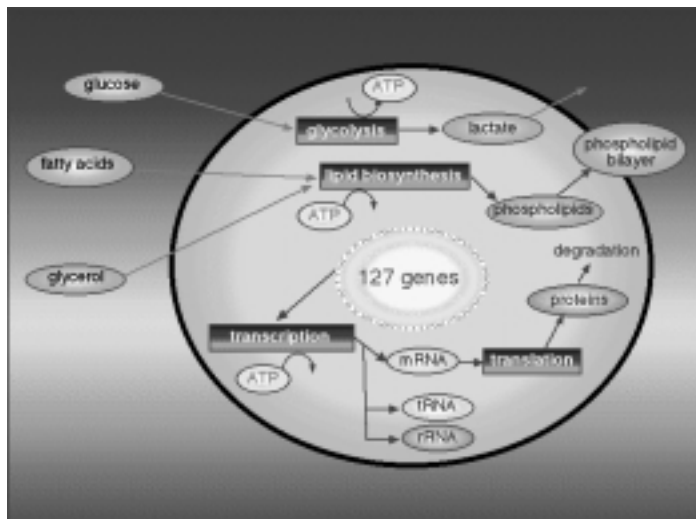 glucose
ATP
glycolysis
lactate
phospholipid
bilayer
fatty acids
lipid biosynthesis
ATP
phospholipids
degradation
glycerol
127 genes
proteins
transcription
mRNA
translation
ATP
tRNA
rRNA